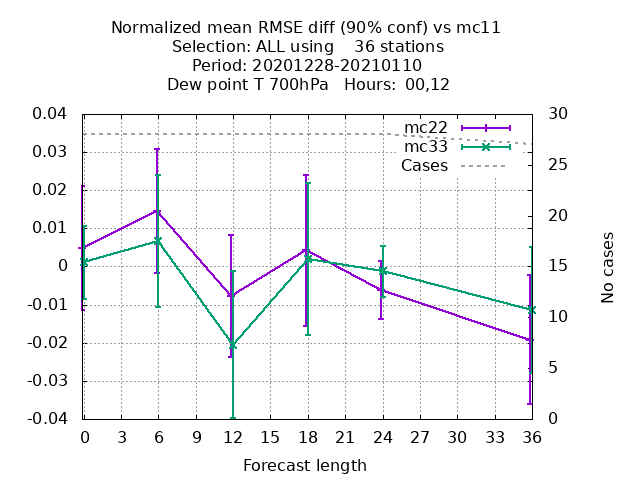 Normalized mean RMSE diff (90% conf) vs mc11
Selection: ALL using    36 stations
Period: 20201228-20210110
Dew point T 700hPa   Hours:  00,12
mc22
mc33
Cases
0.04
0.03
0.02
0.01
0
-0.01
-0.02
-0.03
-0.04
30
25
20
15
10
5
0
No cases
0 3 6 9 12 15 18 21 24 27 30 33 36
Forecast length